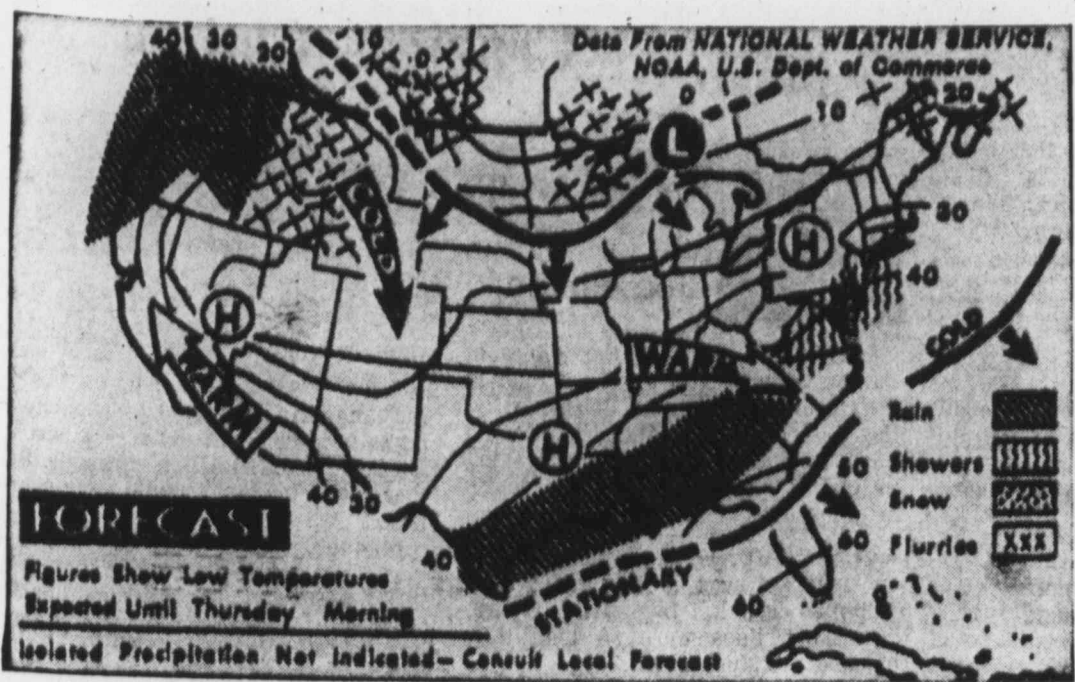 40 30 20 10 0
Data From NATIONAL WEATHER SERVICE,
NOAA, U.S. Dept. of Commerce
0
10
20
L
COLD
H
30
40
H
COLD
WARM
WARM
H
Rain
Showers
Snow
Flurries XXX
50
60
60
40 30
40
STATIONARY
FORECAST
Figures Show Low Temperatures
Expected Until Thursday Morning
Isolated Precipitation Not Indicated— Consult Local Forecast